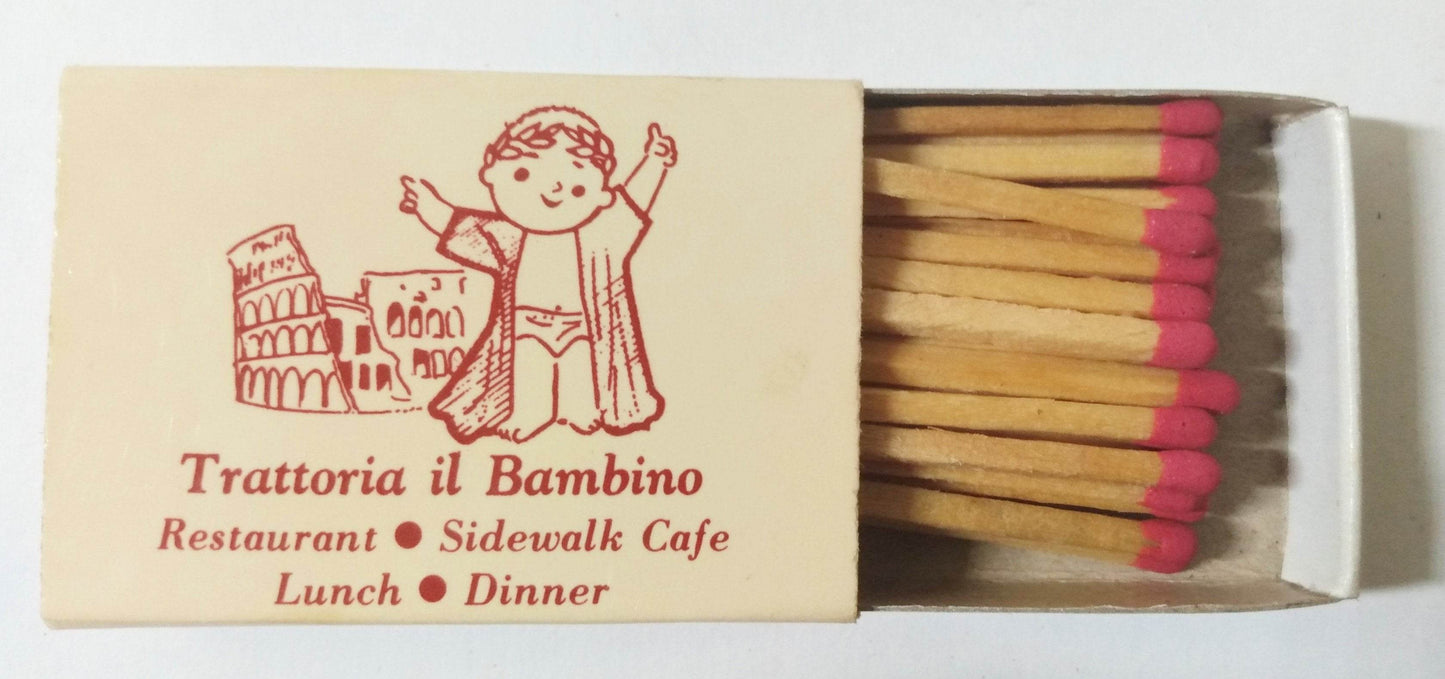 Trattoria il Bambino
Restaurant ● Sidewalk Cafe
Lunch ● Dinner